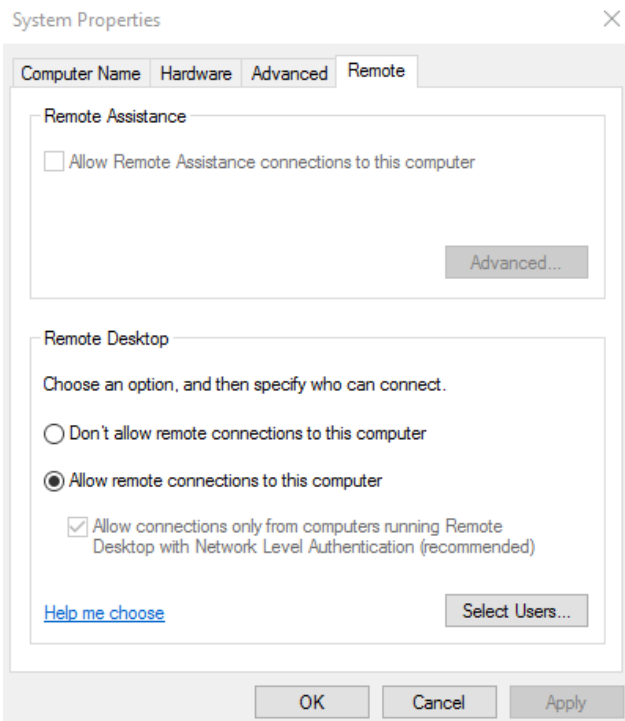 System Properties
Computer Name Hardware Advanced Remote
Remote Assistance
Allow Remote Assistance connections to this computer
Advanced...
Remote Desktop
Choose an option, and then specify who can connect.
Don't allow remote connections to this computer
Allow remote connections to this computer
Allow connections only from computers running Remote
Desktop with Network Level Authentication (recommended)
Help me choose Select Users...
OK Cancel Apply